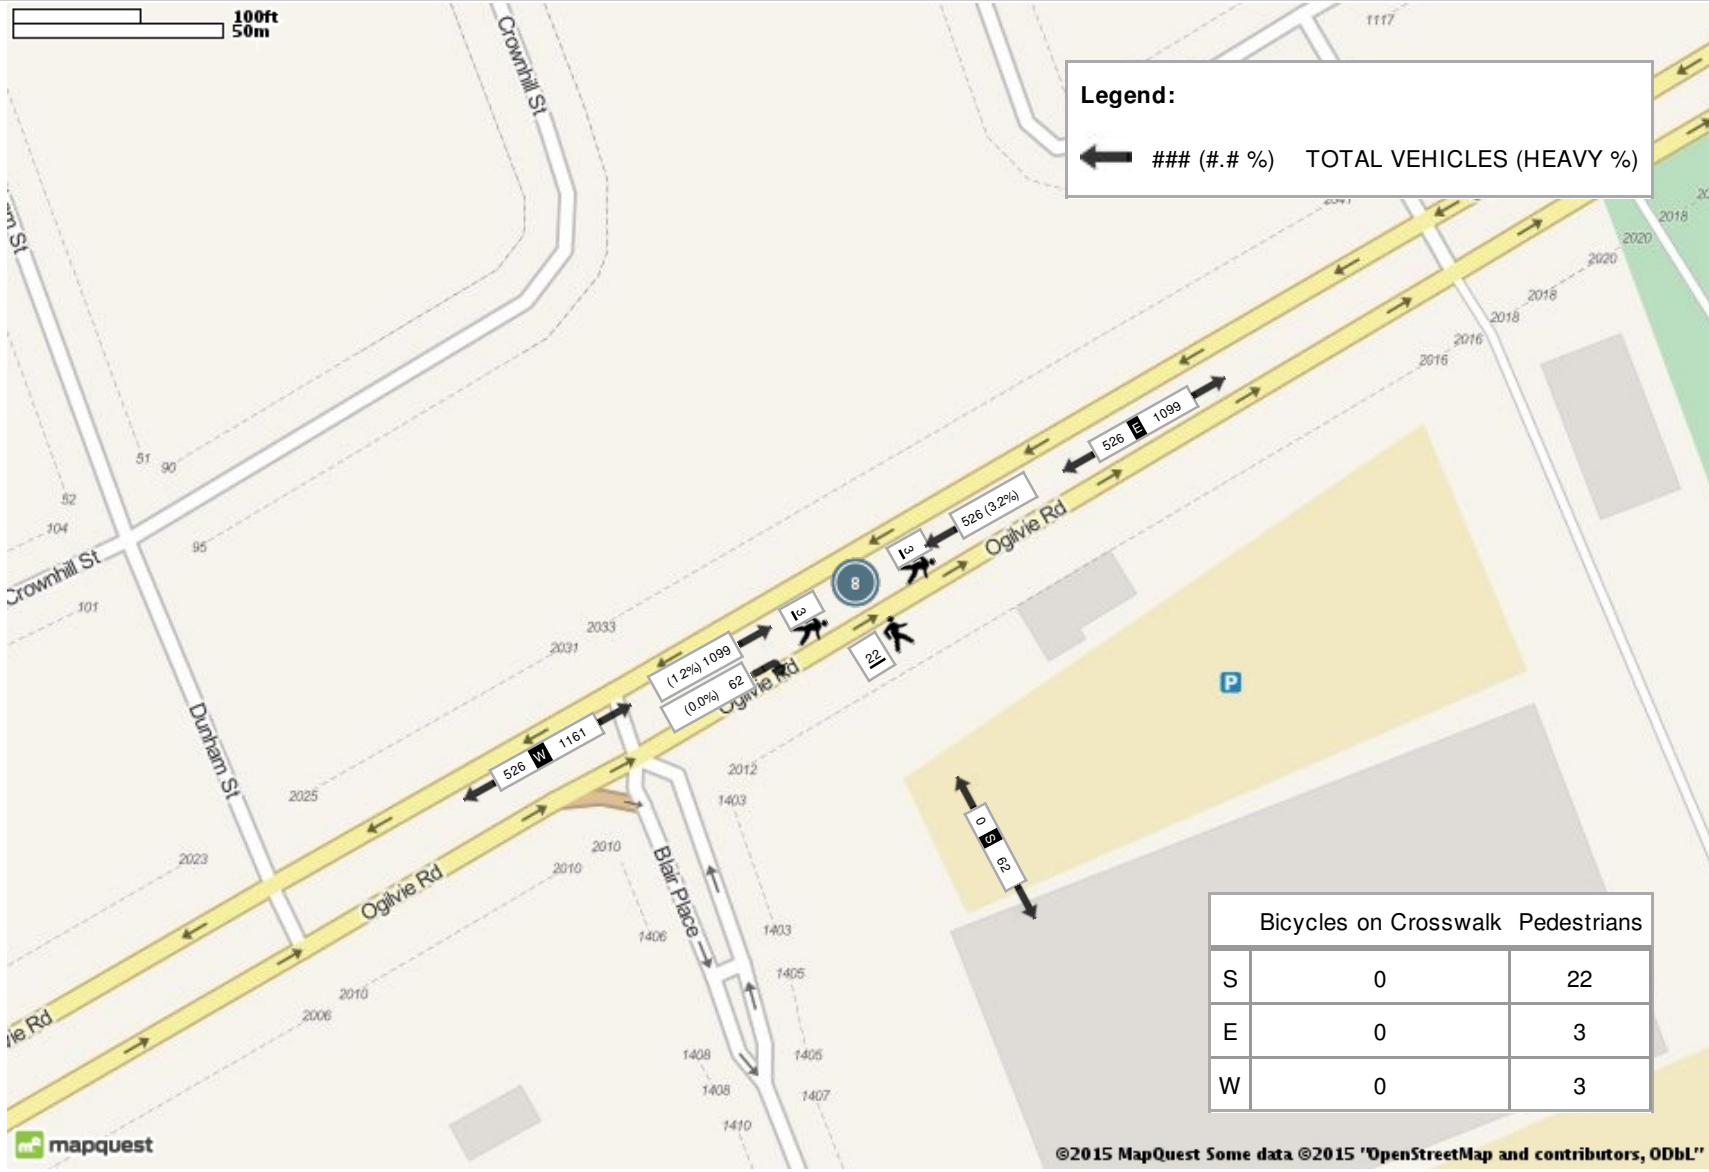 100ft
50m
Crownhill St
1117
Legend:
### (#.# %) TOTAL VEHICLES (HEAVY %)
2018
2020
2020
2018
2018
2016
2016
526 E 1099
526 (3.2%)
Ogilvie Rd
3
8
3
22
(1.2%) 1099
(0.0%) 62
Ogilvie Rd
526 W 1161
0 S 62
P
51
90
52
104
95
Crownhill St
101
2033
2031
Dunham St
2025
2012
1403
2023
2010
2010
Ogilvie Rd
Blair Place
1406
1403
1405
2010
2006
1408
1405
1408
1407
1410
Bicycles on Crosswalk Pedestrians
S 0 22
E 0 3
W 0 3
mapquest
©2015 MapQuest Some data ©2015 "OpenStreetMap and contributors, ODbL"